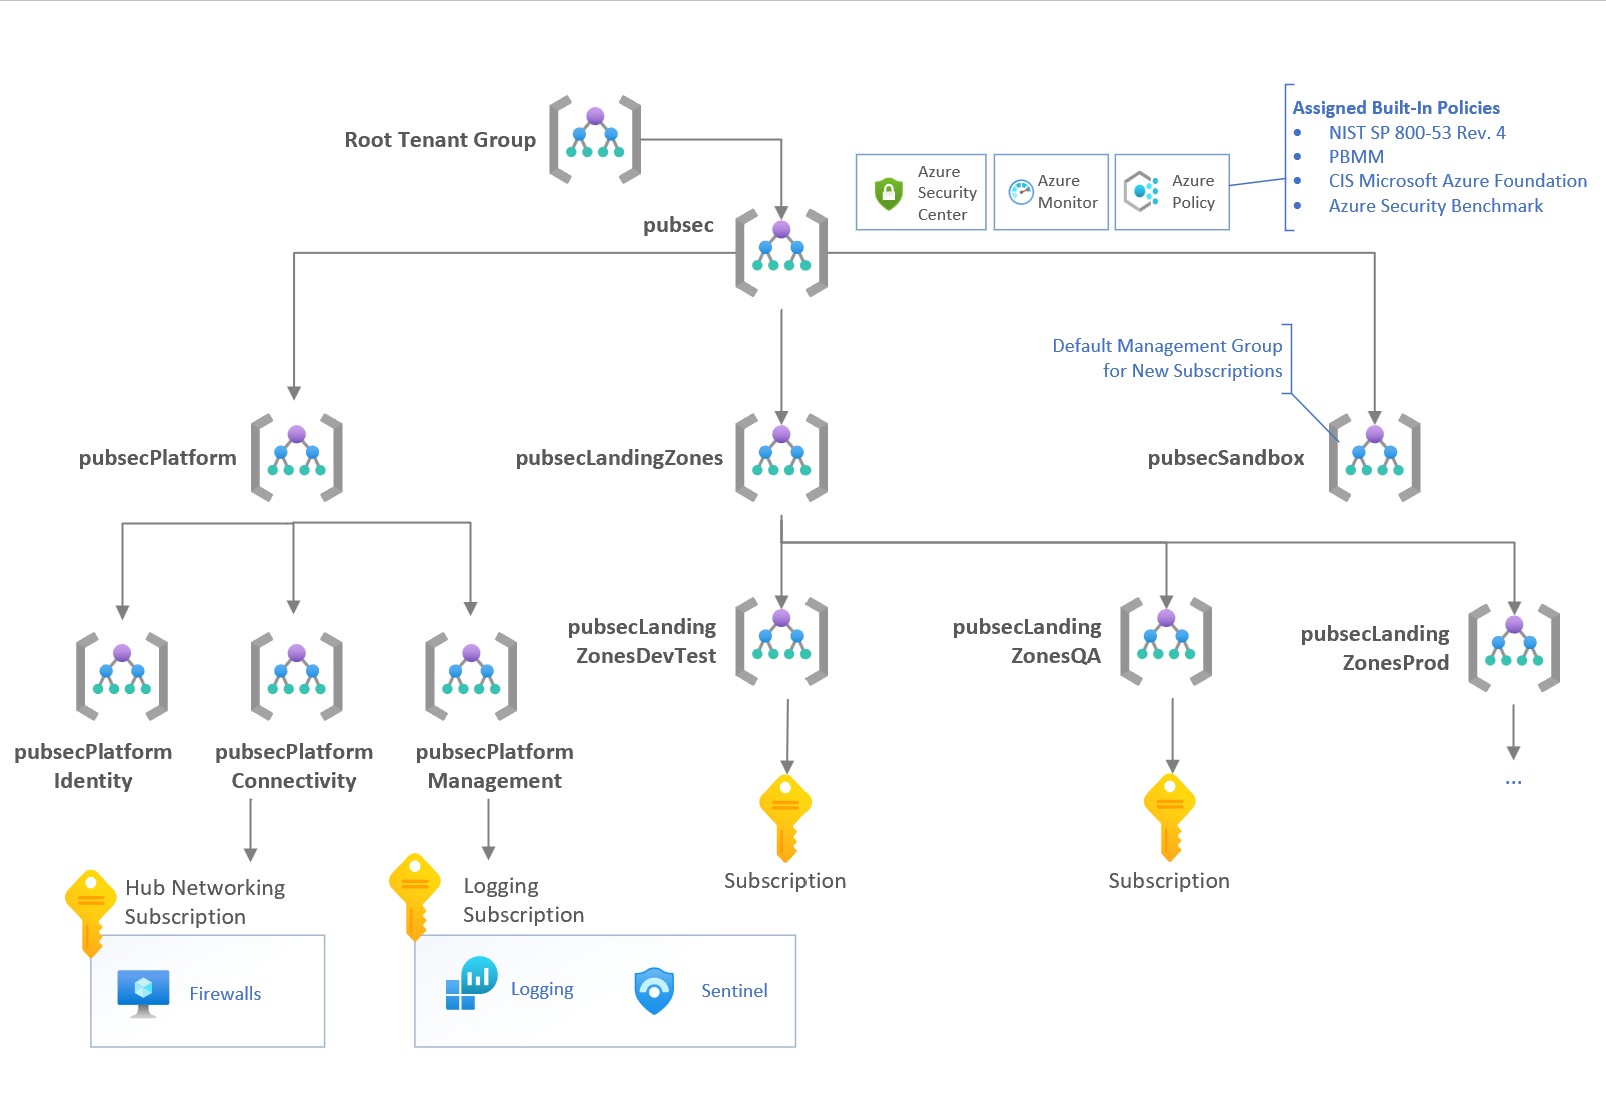 Root Tenant Group
pubsec
Azure
Security
Center
Azure
Monitor
Azure
Policy
Assigned Built-In Policies
• NIST SP 800-53 Rev. 4
• PBMM
• CIS Microsoft Azure Foundation
• Azure Security Benchmark
Default Management Group
for New Subscriptions
pubsecPlatform
pubsecLandingZones
pubsecSandbox
pubsecLanding
ZonesDevTest
pubsecLanding
ZonesQA
pubsecLanding
ZonesProd
pubsecPlatform
Identity
pubsecPlatform
Connectivity
pubsecPlatform
Management
...
Hub Networking
Subscription
Logging
Subscription
Subscription
Subscription
Firewalls
Logging
Sentinel